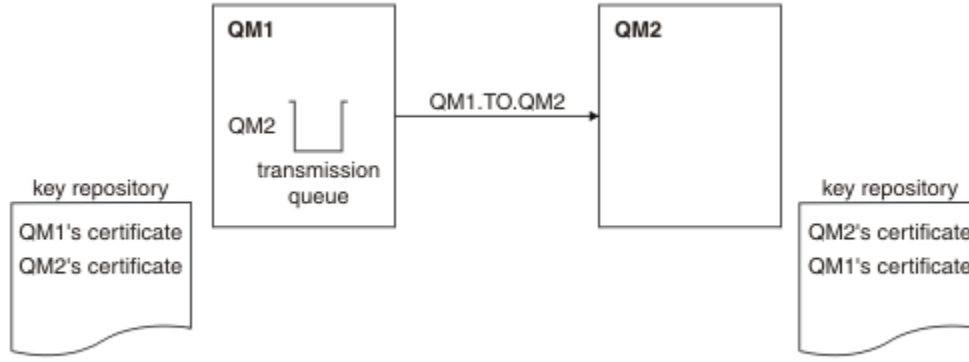 QM1
QM2
QM1.TO.QM2
QM2
transmission
queue
key repository
QM1's certificate
QM2's certificate
key repository
QM2's certificate
QM1's certificate